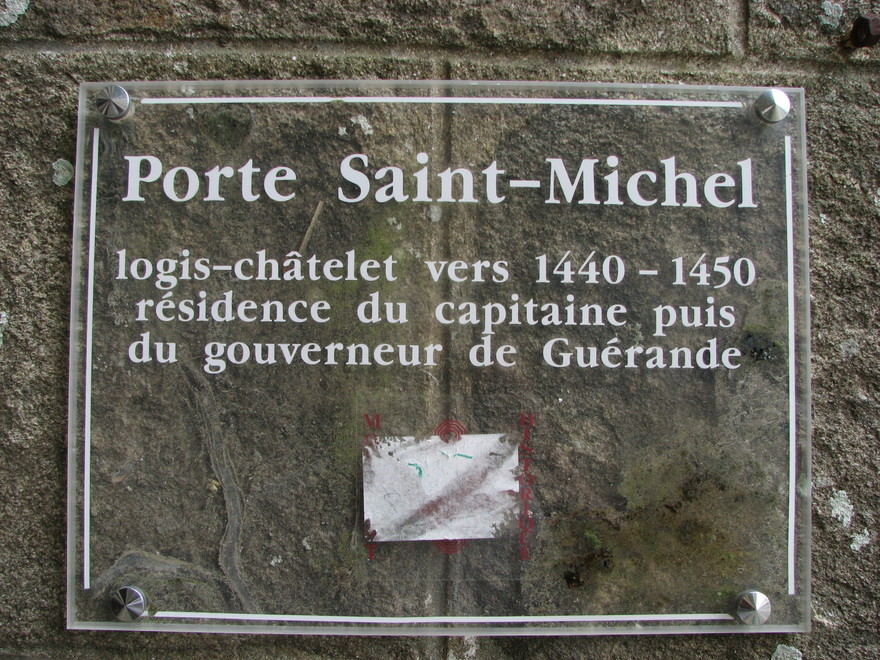 Porte Saint-Michel
logis-châtelet vers 1440 - 1450
résidence du capitaine puis
du gouverneur de Guérande